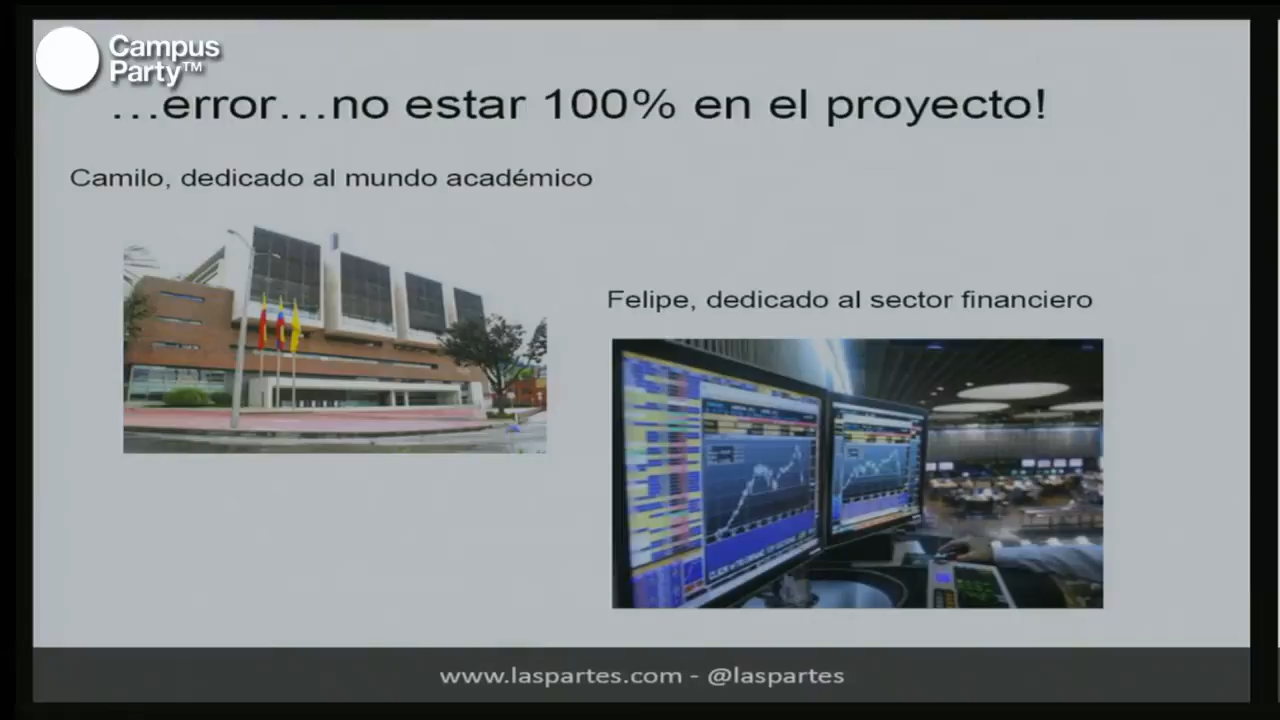 Campus
Party™
...error...no estar 100% en el proyecto!
Camilo, dedicado al mundo académico
Felipe, dedicado al sector financiero
www.laspartes.com - @laspartes